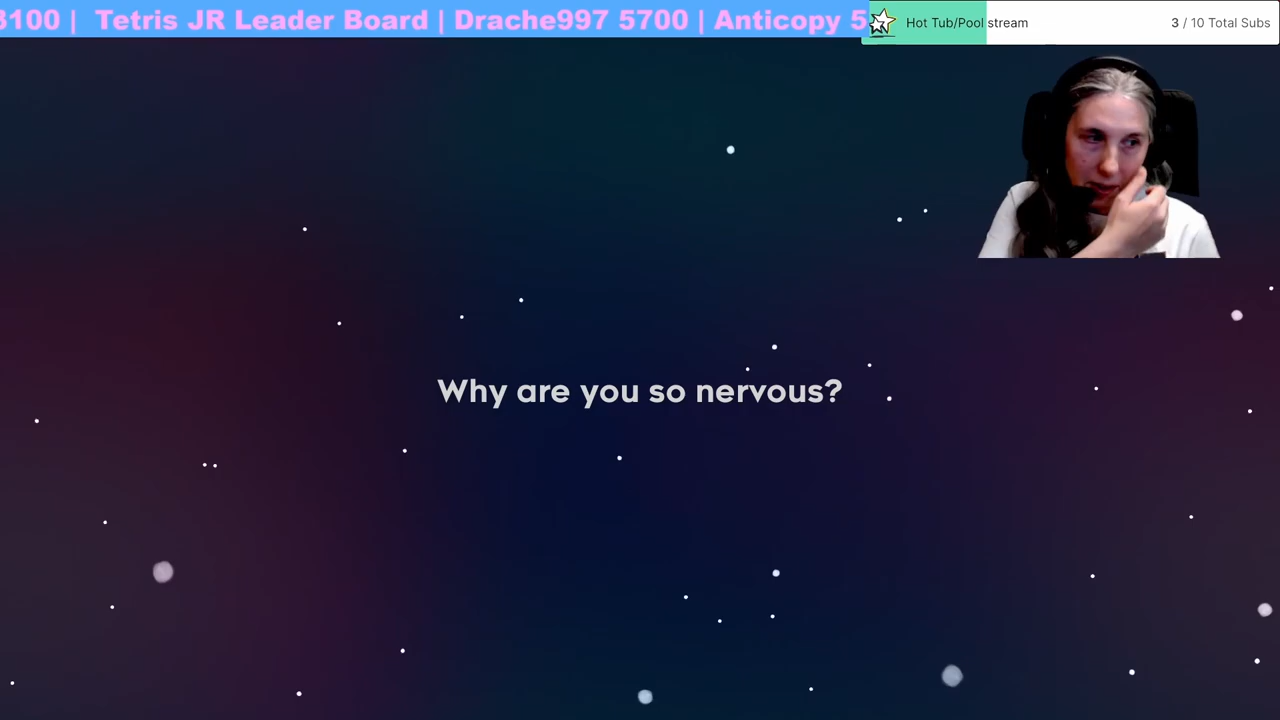 3100 |  Tetris JR Leader Board | Drache997 5700 | Anticopy 5
Hot Tub/Pool stream
3 / 10 Total Subs
Why are you so nervous?